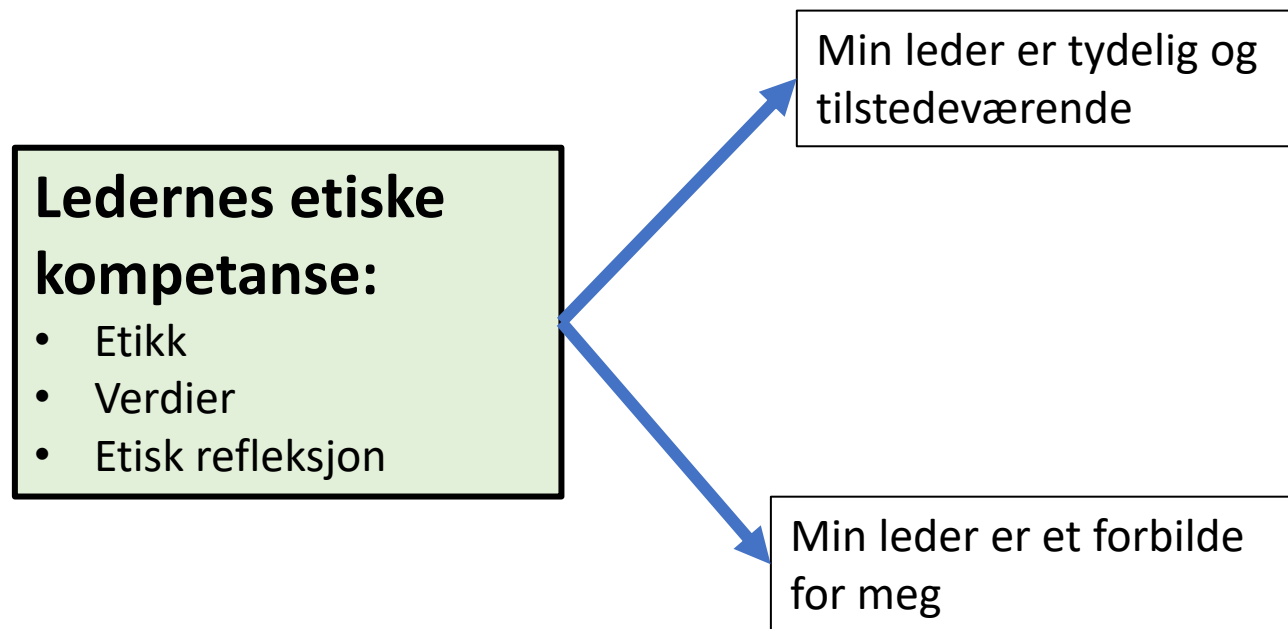 Min leder er tydelig og
tilstedeværende
Ledernes etiske
kompetanse:
• Etikk
• Verdier
• Etisk refleksjon
Min leder er et forbilde
for meg